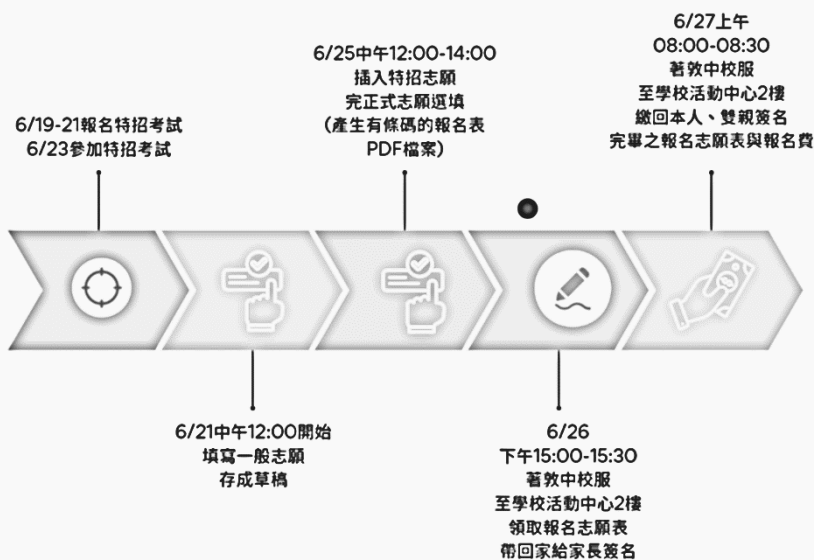 6/19-21報名特招考試
6/23參加特招考試
6/21中午12:00開始
填寫一般志願
存成草稿
6/25中午12:00-14:00
插入特招志願
完正式志願選填
(產生有條碼的報名表
PDF檔案)
6/26
下午15:00-15:30
著敦中校服
至學校活動中心2樓
領取報名志願表
帶回家給家長簽名
6/27上午
08:00-08:30
著敦中校服
至學校活動中心2樓
繳回本人、雙親簽名
完畢之報名志願表與報名費